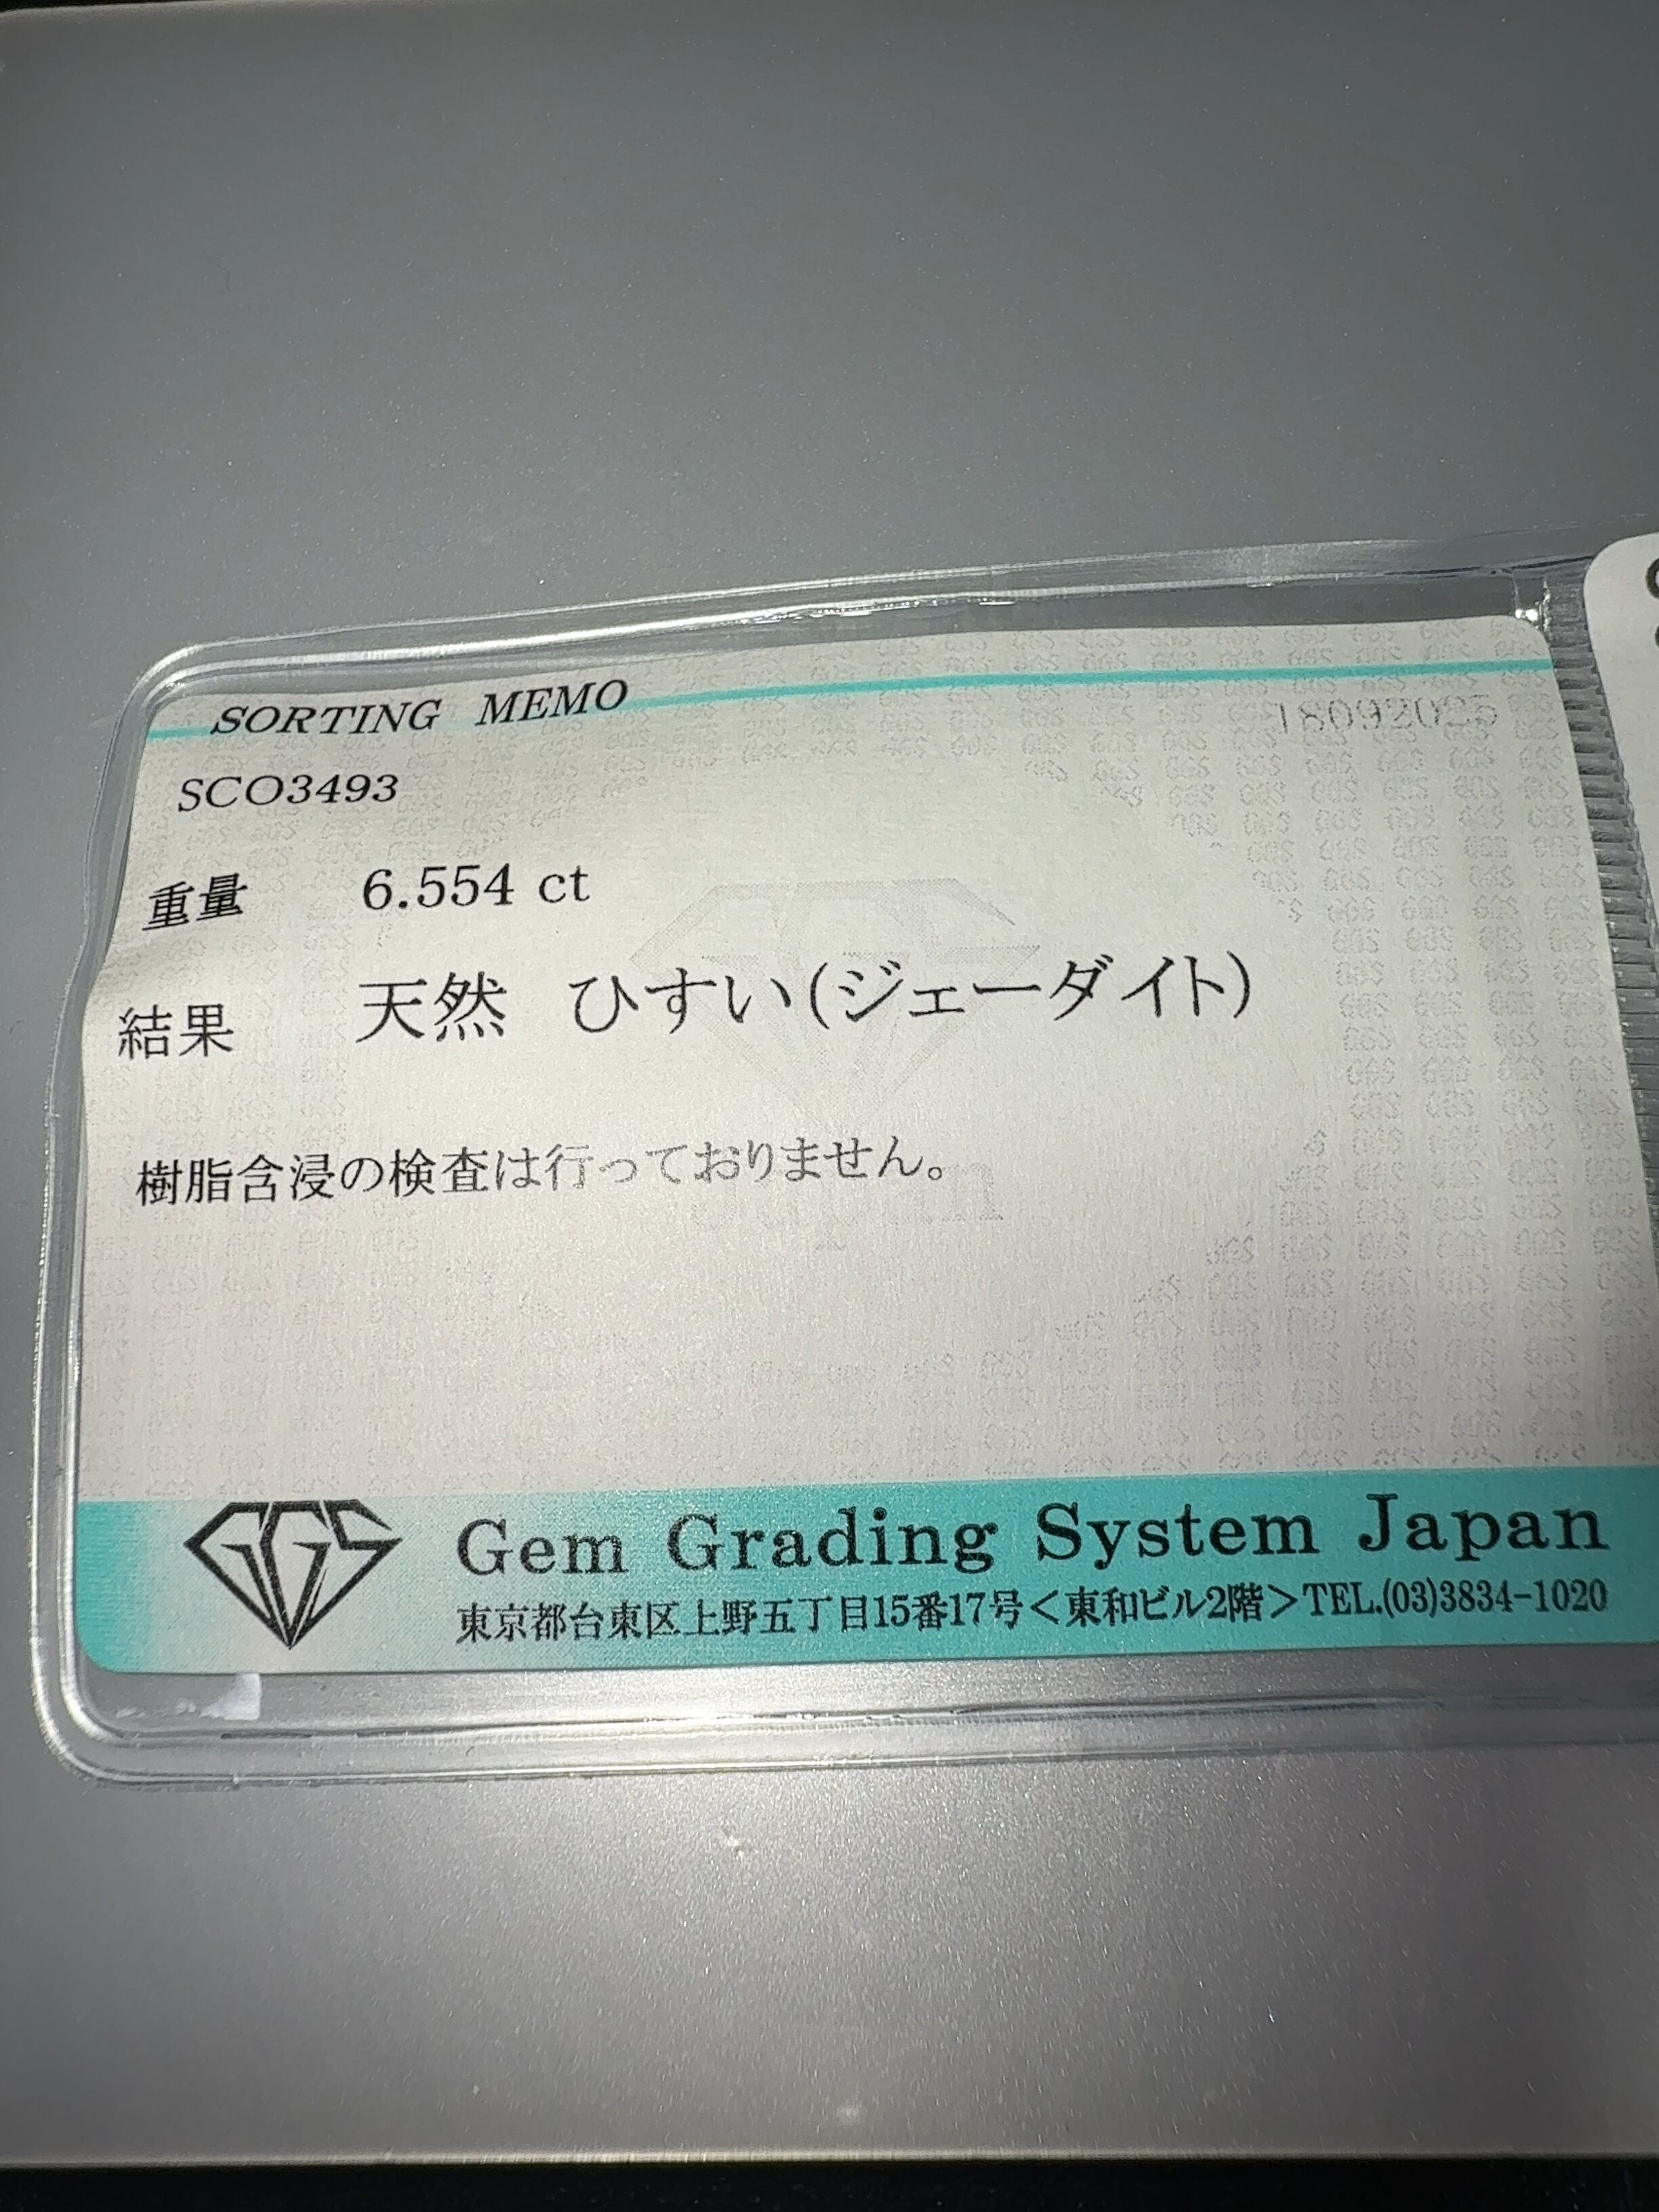 SORTING MEMO
18092025
SCO3493
重量 6.554 ct
結果 天然 ひすい(ジェーダイト)
樹脂含浸の検査は行っておりません。
GGS
Gem Grading System Japan
東京都台東区上野五丁目15番17号＜東和ビル2階＞TEL.(03)3834-1020